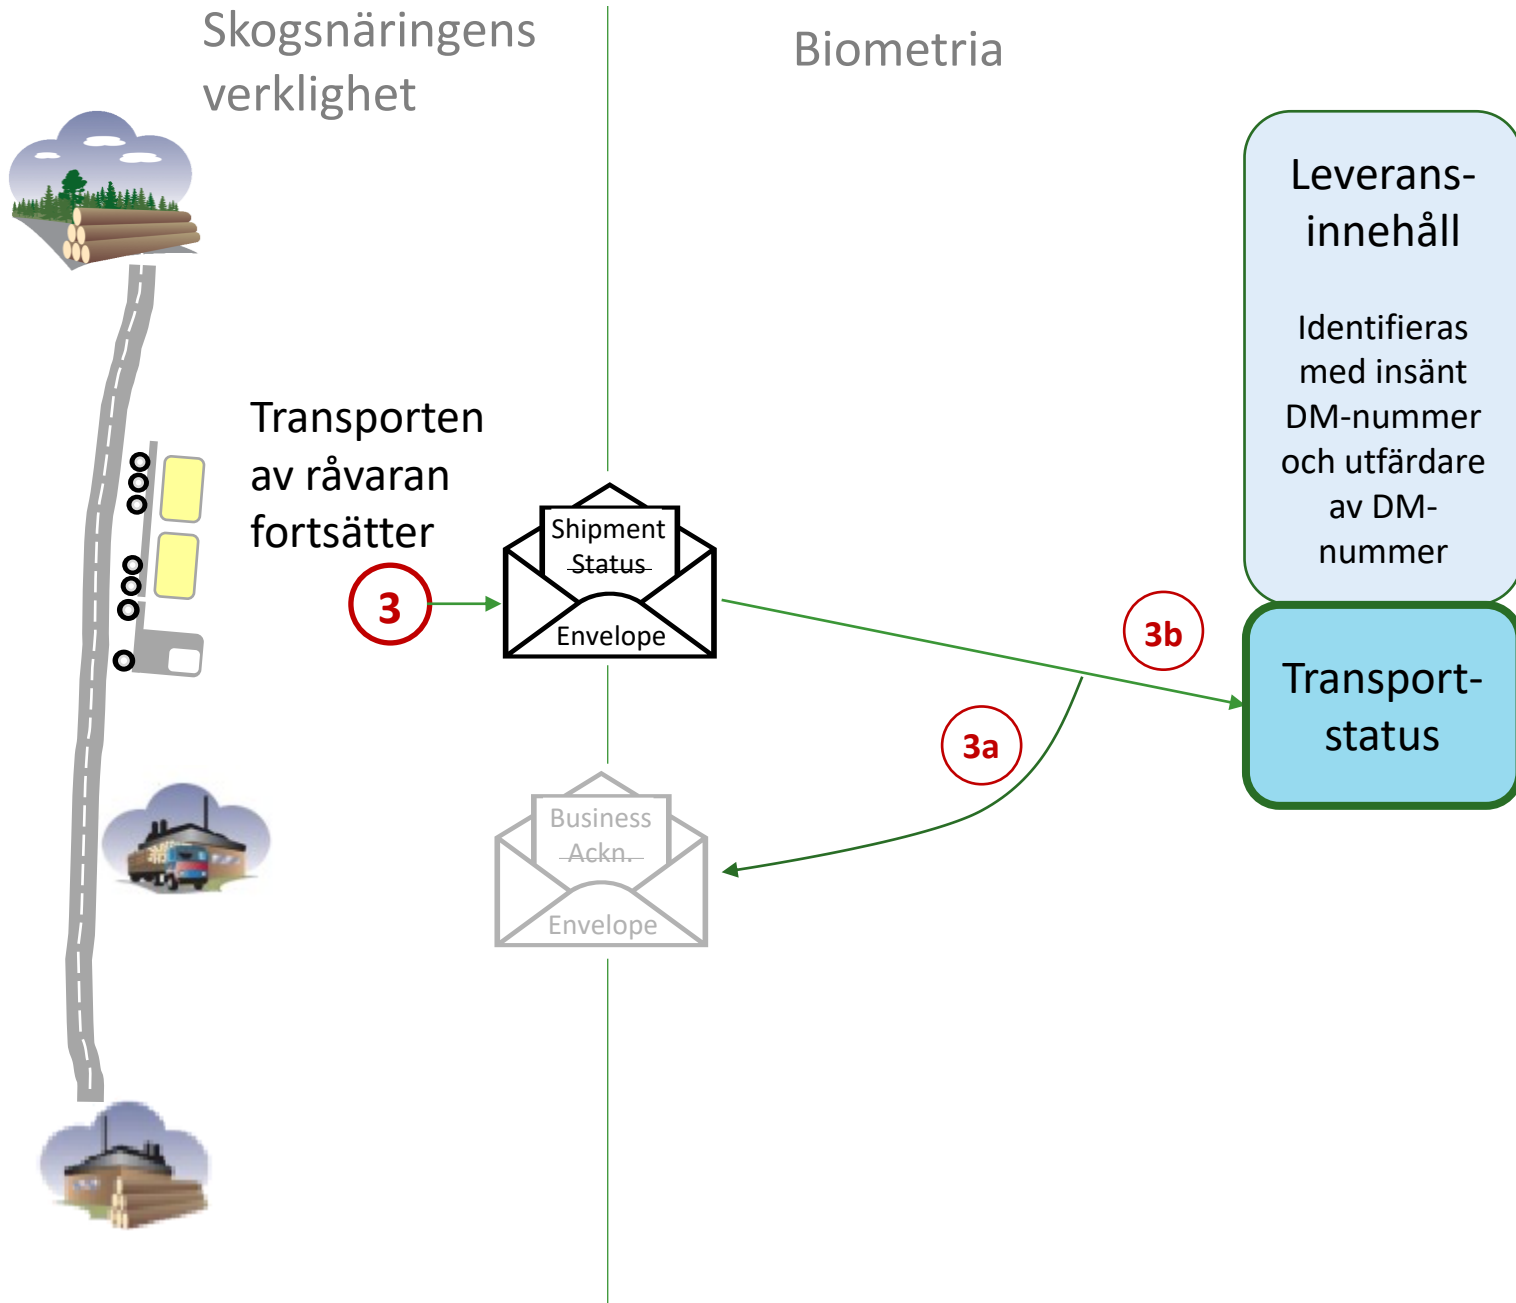 Skogsnäringens
verklighet
Biometria
Leverans-
innehåll
Identifieras
med insänt
DM-nummer
och utfärdare
av DM-
nummer
Transporten
av råvaran
fortsätter
3
Shipment
Status
Envelope
3b
Transport-
status
3a
Business
Ackn.
Envelope